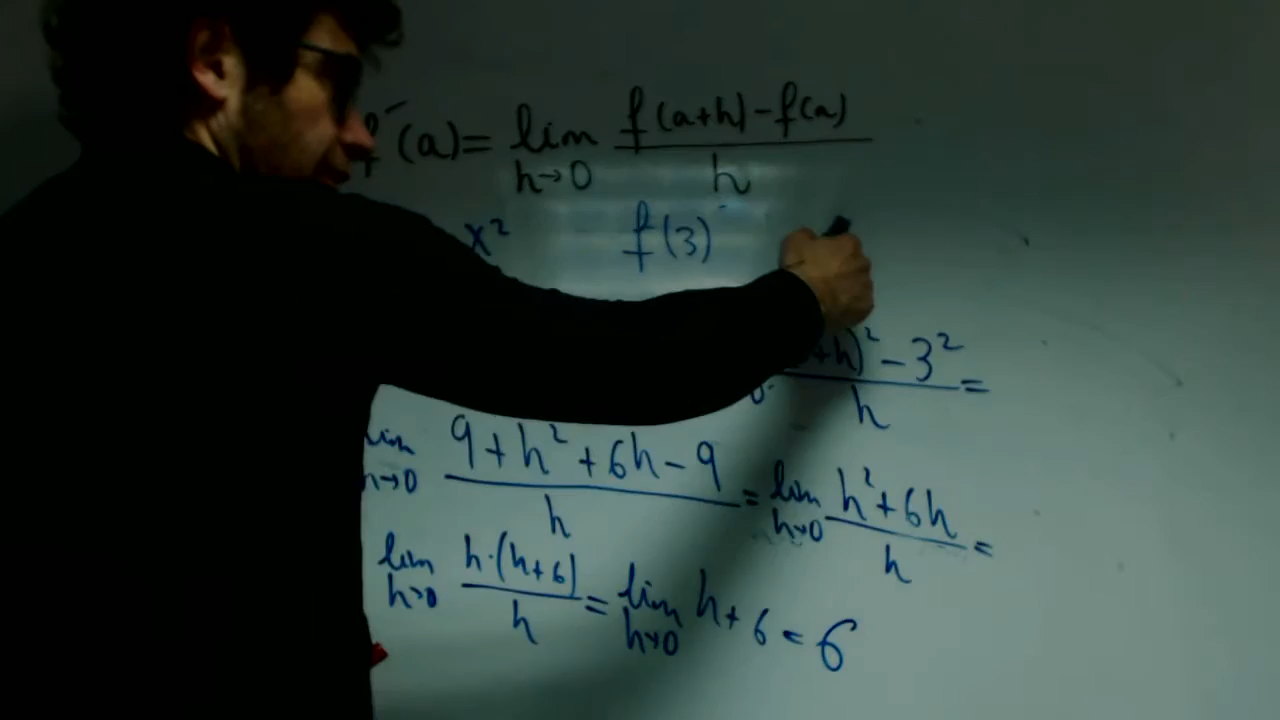 f'(a) = lim h→0 f(a+h) - f(a) / h
x² f(3)
+h)² - 3² / h =
lim h→0 9 + h² + 6h - 9 / h = lim h→0 h² + 6h / h =
lim h→0 h·(h+6) / h = lim h→0 h + 6 = 6